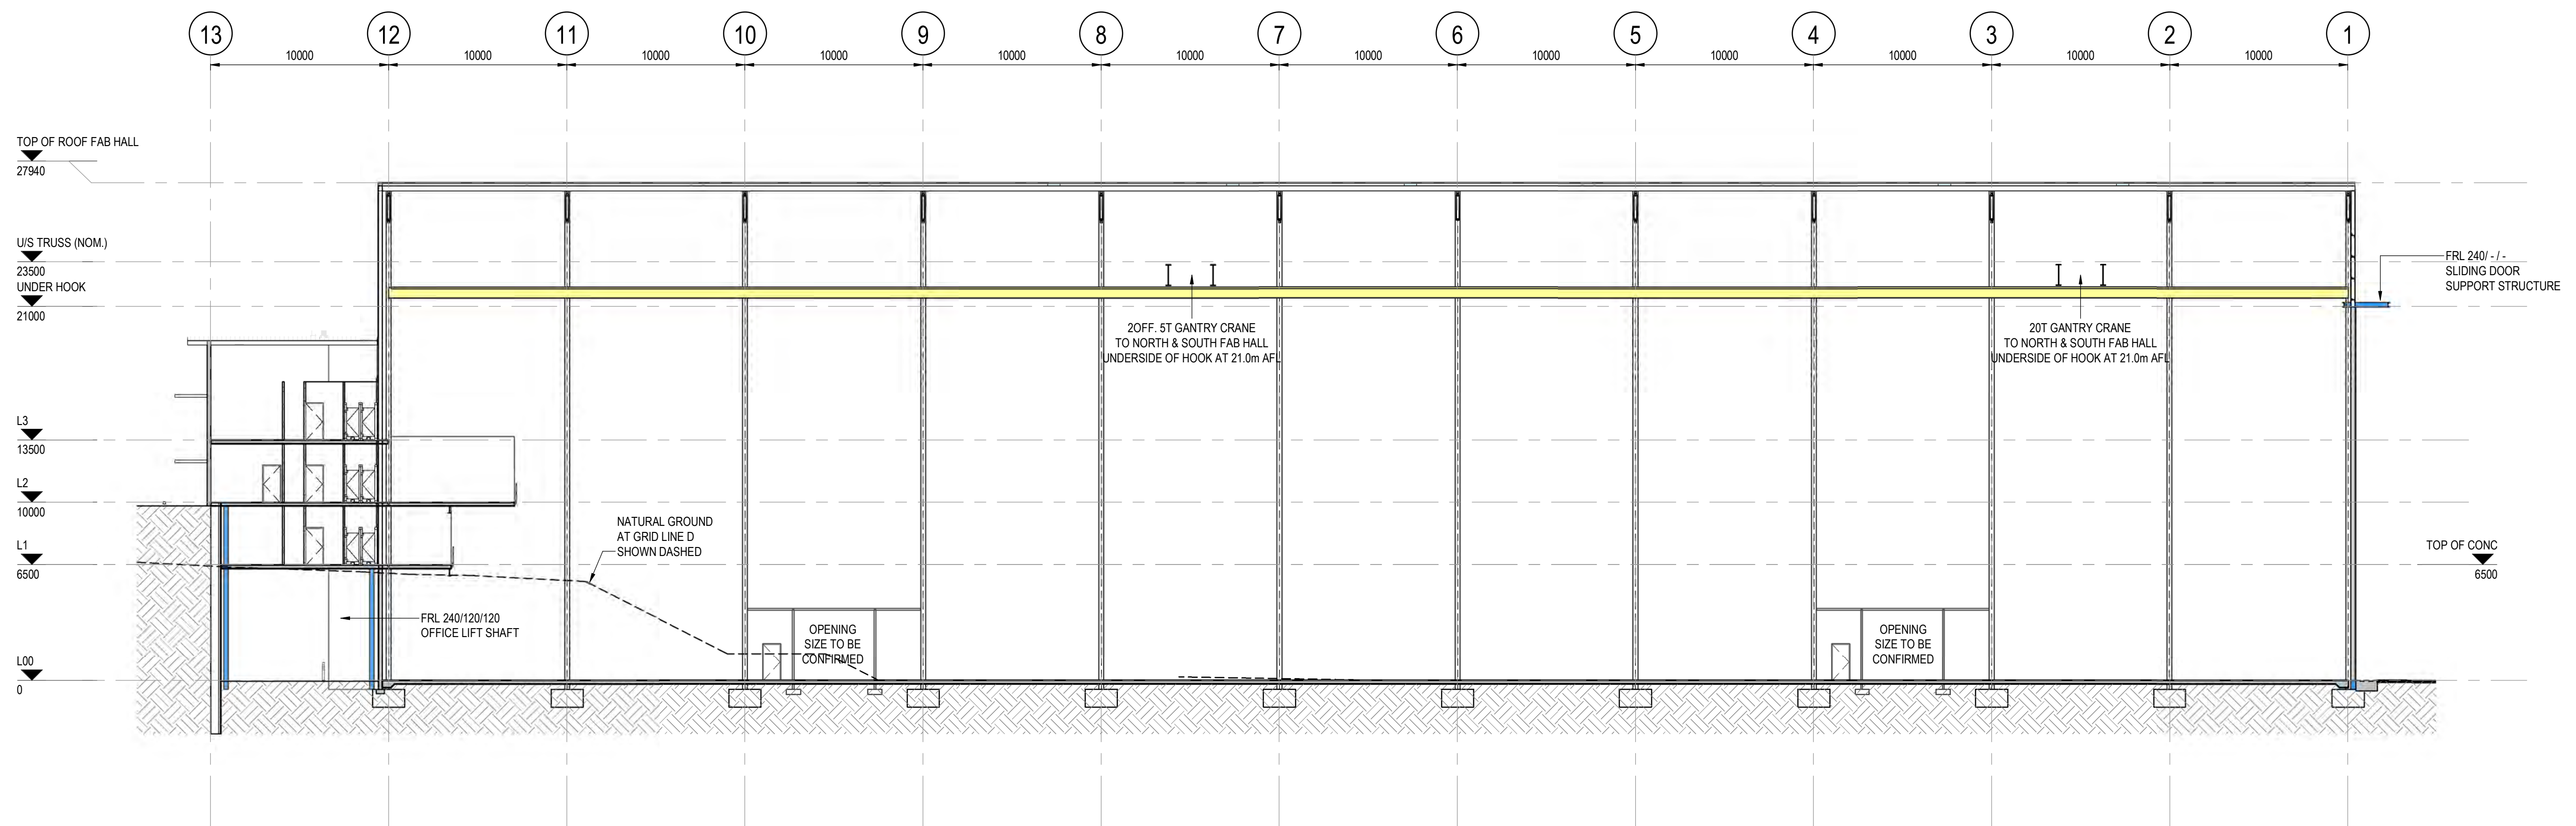 13 12 11 10 9 8 7 6 5 4 3 2 1
10000 10000 10000 10000 10000 10000 10000 10000 10000 10000 10000 10000
TOP OF ROOF FAB HALL
27940
U/S TRUSS (NOM.)
23500
UNDER HOOK
21000
L3
13500
L2
10000
L1
6500
L00
0
FRL 240/120/120
OFFICE LIFT SHAFT
NATURAL GROUND
AT GRID LINE D
SHOWN DASHED
OPENING
SIZE TO BE
CONFIRMED
2OFF. 5T GANTRY CRANE
TO NORTH & SOUTH FAB HALL
UNDERSIDE OF HOOK AT 21.0m AFL
20T GANTRY CRANE
TO NORTH & SOUTH FAB HALL
UNDERSIDE OF HOOK AT 21.0m AFL
OPENING
SIZE TO BE
CONFIRMED
FRL 240/ - / -
SLIDING DOOR
SUPPORT STRUCTURE
TOP OF CONC
6500